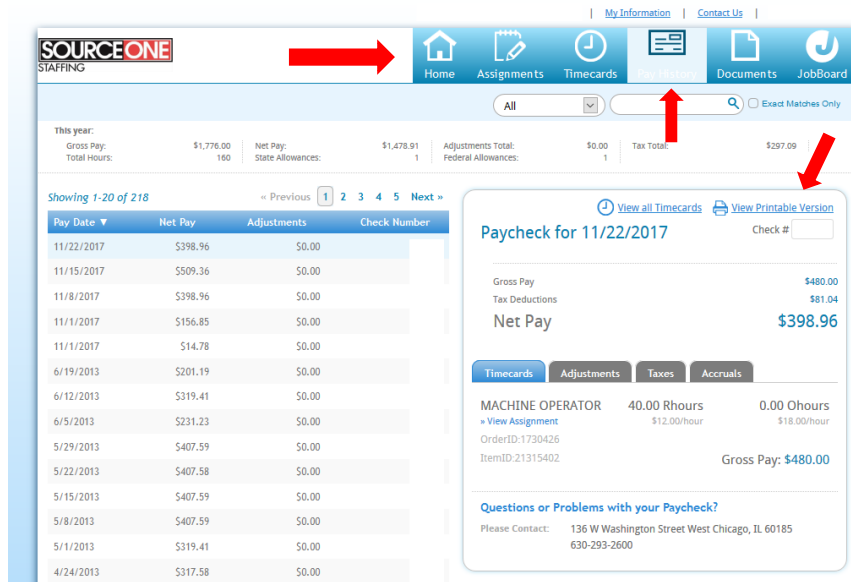 | My Information | Contact Us |
SOURCE ONE
STAFFING
Home Assignments Timecards Pay History Documents JobBoard
All Exact Matches Only
This year:
Gross Pay: $1,776.00 Net Pay: $1,478.91 Adjustments Total: $0.00 Tax Total: $297.09
Total Hours: 160 State Allowances: 1 Federal Allowances: 1
Showing 1-20 of 218 « Previous 1 2 3 4 5 Next »
Pay Date ▼ Net Pay Adjustments Check Number
11/22/2017 $398.96 $0.00
11/15/2017 $509.36 $0.00
11/8/2017 $398.96 $0.00
11/1/2017 $156.85 $0.00
11/1/2017 $14.78 $0.00
6/19/2013 $201.19 $0.00
6/12/2013 $319.41 $0.00
6/5/2013 $231.23 $0.00
5/29/2013 $407.59 $0.00
5/22/2013 $407.58 $0.00
5/15/2013 $407.59 $0.00
5/8/2013 $407.59 $0.00
5/1/2013 $319.41 $0.00
4/24/2013 $317.58 $0.00
View all Timecards View Printable Version
Paycheck for 11/22/2017 Check #
Gross Pay $480.00
Tax Deductions $81.04
Net Pay $398.96
Timecards Adjustments Taxes Accruals
MACHINE OPERATOR 40.00 Rhours 0.00 Ohours
» View Assignment $12.00/hour $18.00/hour
OrderID:1730426
ItemID:21315402 Gross Pay: $480.00
Questions or Problems with your Paycheck?
Please Contact: 136 W Washington Street West Chicago, IL 60185
630-293-2600